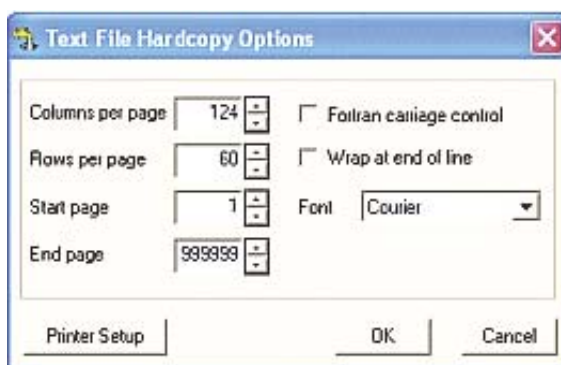 Text File Hardcopy Options
Columns per page 124 Fortran carriage control
Rows per page 60 Wrap at end of line
Start page 1 Font Courier
End page 999999
Printer Setup OK Cancel